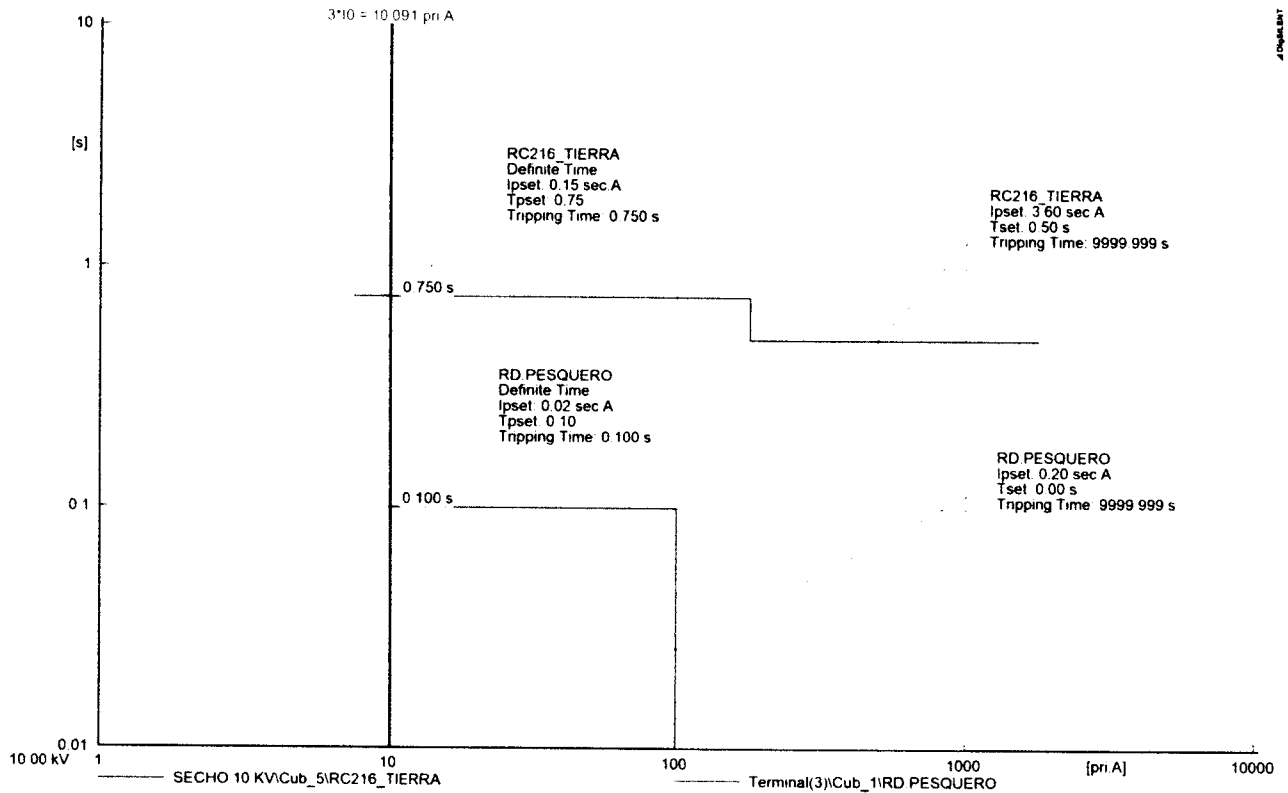 3*I0 = 10.091 pri.A
DIgSILENT
10
[s]
RC216_TIERRA
Definite Time
Ipset: 0.15 sec.A
Tpset: 0.75
Tripping Time: 0.750 s
RC216_TIERRA
Ipset: 3.60 sec.A
Tset: 0.50 s
Tripping Time: 9999.999 s
1
0.750 s
RD.PESQUERO
Definite Time
Ipset: 0.02 sec.A
Tpset: 0.10
Tripping Time: 0.100 s
RD.PESQUERO
Ipset: 0.20 sec.A
Tset: 0.00 s
Tripping Time: 9999.999 s
0.1
0.100 s
0.01
10.00 kV
1
10
100
1000
[pri.A]
10000
SECHO 10 KV\Cub_5\RC216_TIERRA
Terminal(3)\Cub_1\RD.PESQUERO